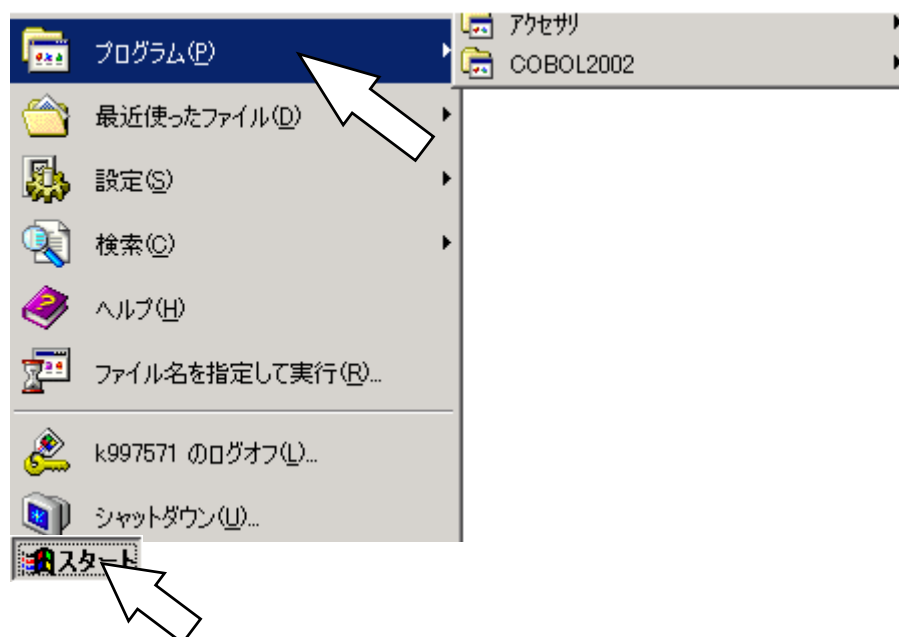 プログラム(P)
アクセサリ
COBOL2002
最近使ったファイル(D)
設定(S)
検索(C)
ヘルプ(H)
ファイル名を指定して実行(R)...
k997571 のログオフ(L)...
シャットダウン(U)...
スタート